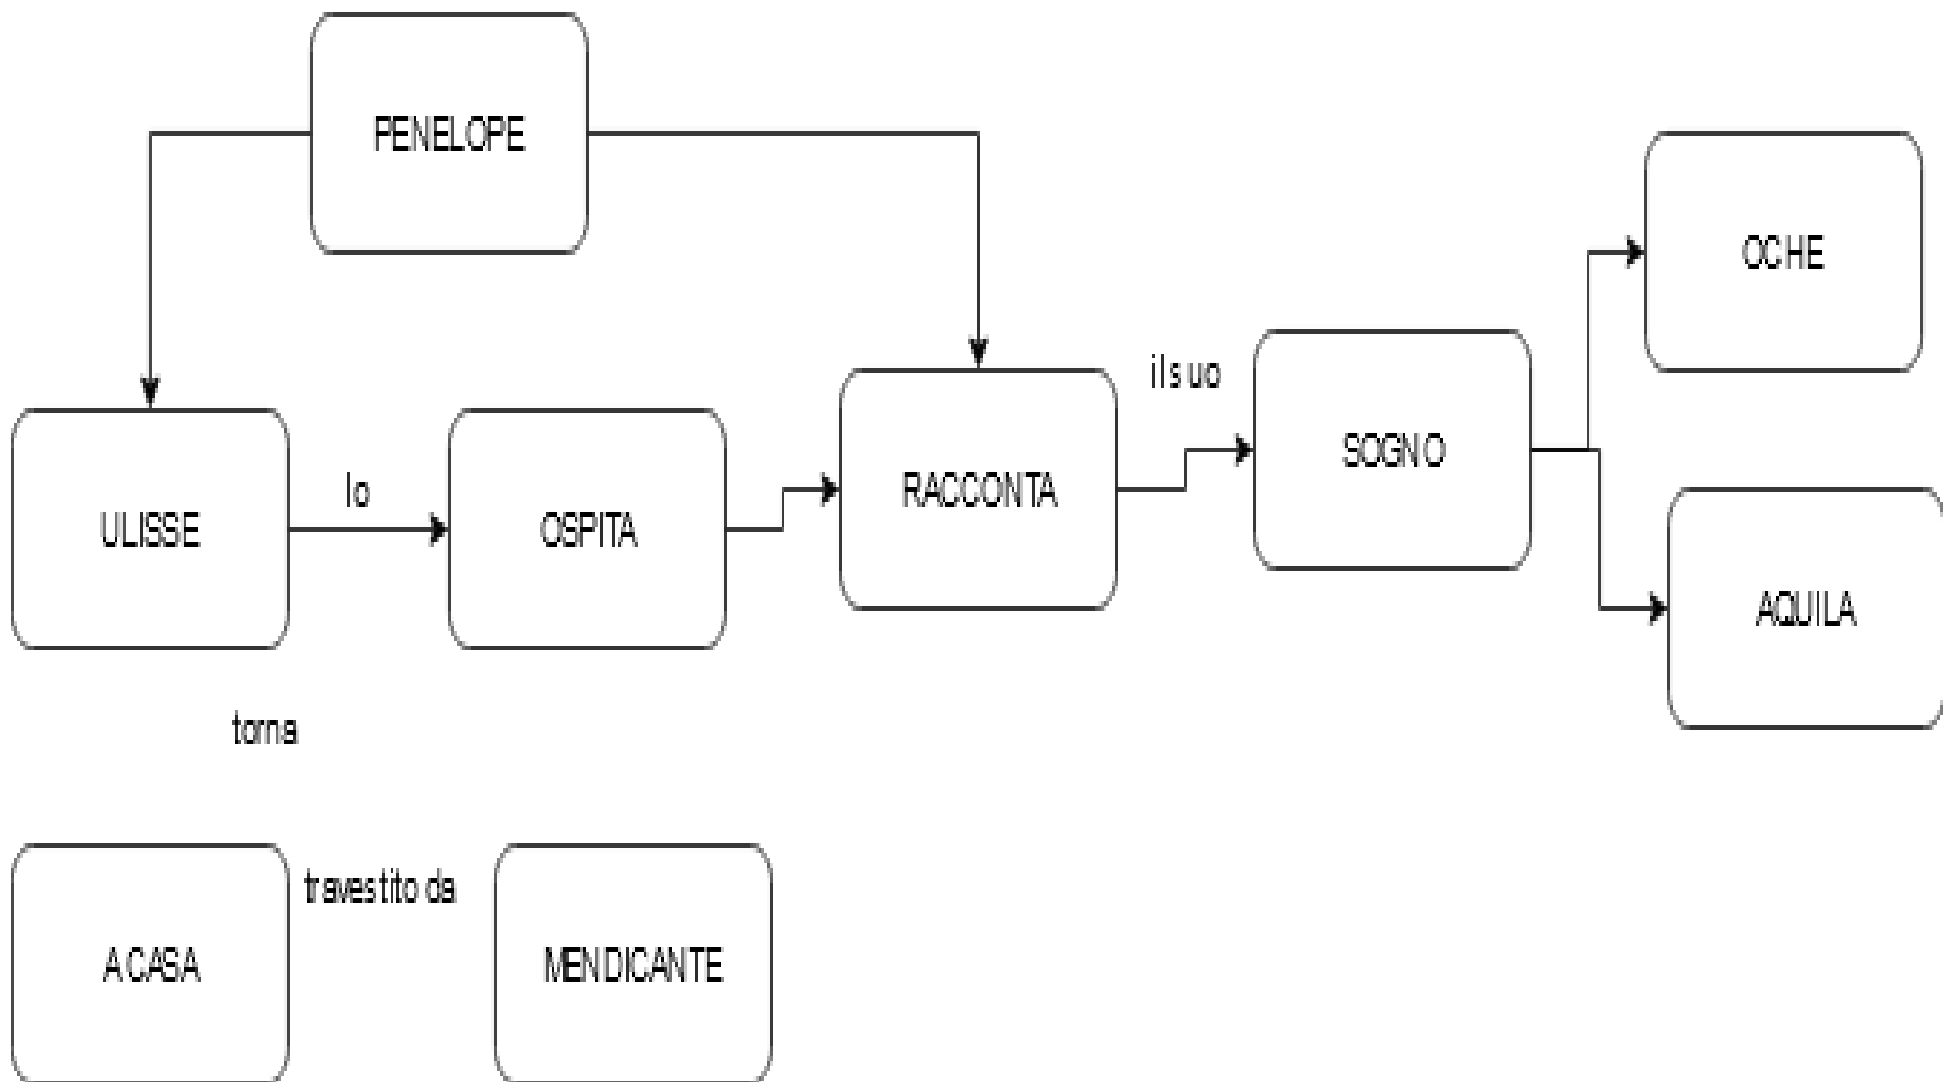 PENELOPE
OCHE
il suo
SOGNO
RACCONTA
lo
ULISSE
OSPITA
AQUILA
torna
travestito da
A CASA
MENDICANTE